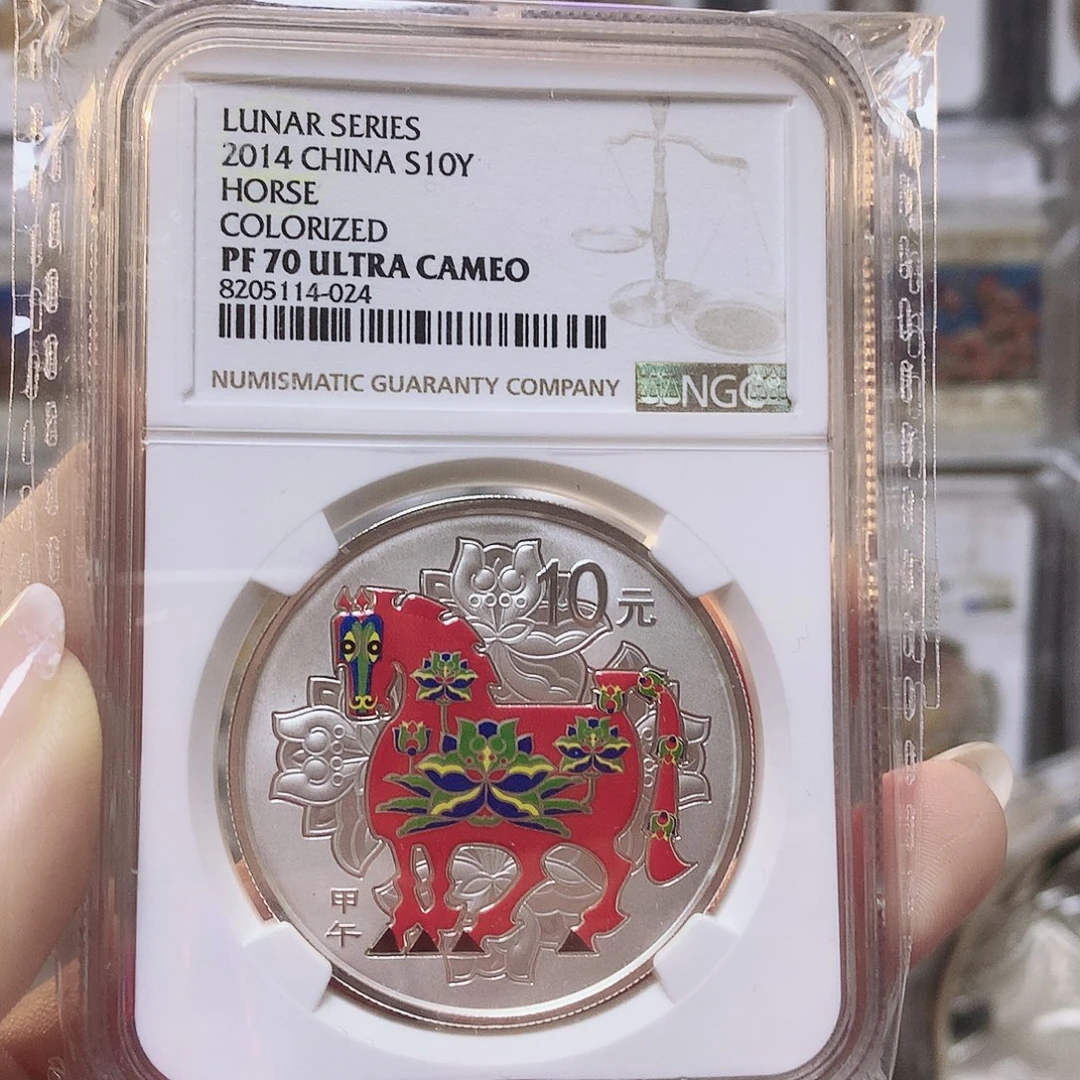 LUNAR SERIES
2014 CHINA S10Y
HORSE
COLORIZED
PF 70 ULTRA CAMEO
8205114-024
NUMISMATIC GUARANTY COMPANY
NGC
10元
甲
午